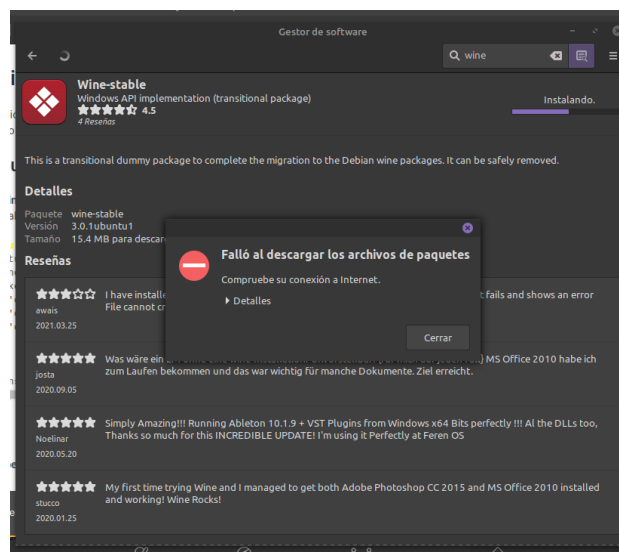 Gestor de software
wine
Wine-stable
Windows API implementation (transitional package)
4.5
4 Reseñas
Instalando.
This is a transitional dummy package to complete the migration to the Debian wine packages. It can be safely removed.
Detalles
Paquete wine-stable
Versión 3.0.1ubuntu1
Tamaño 15.4 MB para descar
Reseñas
Falló al descargar los archivos de paquetes
Compruebe su conexión a Internet.
Detalles
Cerrar
I have installe t fails and shows an error
File cannot cr
awais
2021.03.25
Was wäre ein MS Office 2010 habe ich
zum Laufen bekommen und das war wichtig für manche Dokumente. Ziel erreicht.
josta
2020.09.05
Simply Amazing!!! Running Ableton 10.1.9 + VST Plugins from Windows x64 Bits perfectly !!! Al the DLLs too,
Thanks so much for this INCREDIBLE UPDATE! I'm using it Perfectly at Feren OS
Noelinar
2020.05.20
My first time trying Wine and I managed to get both Adobe Photoshop CC 2015 and MS Office 2010 installed
and working! Wine Rocks!
stucco
2020.01.25